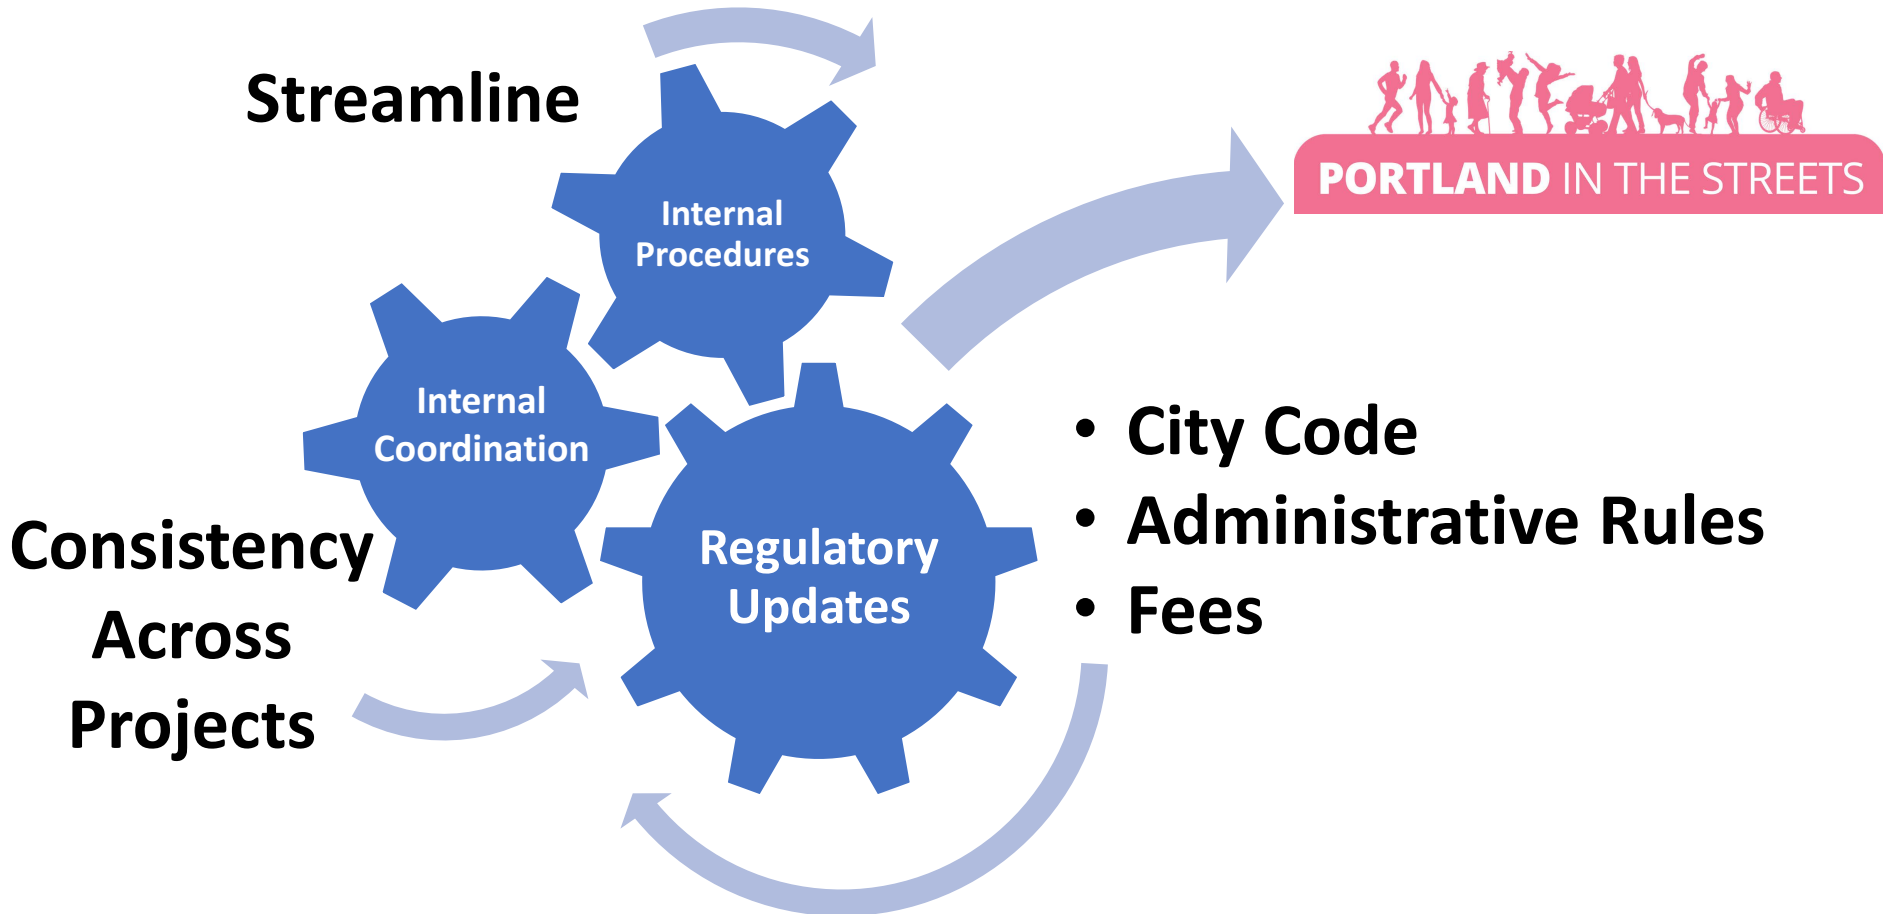 Streamline
Internal
Procedures
PORTLAND IN THE STREETS
Internal
Coordination
Consistency
Across
Projects
Regulatory
Updates
• City Code
• Administrative Rules
• Fees